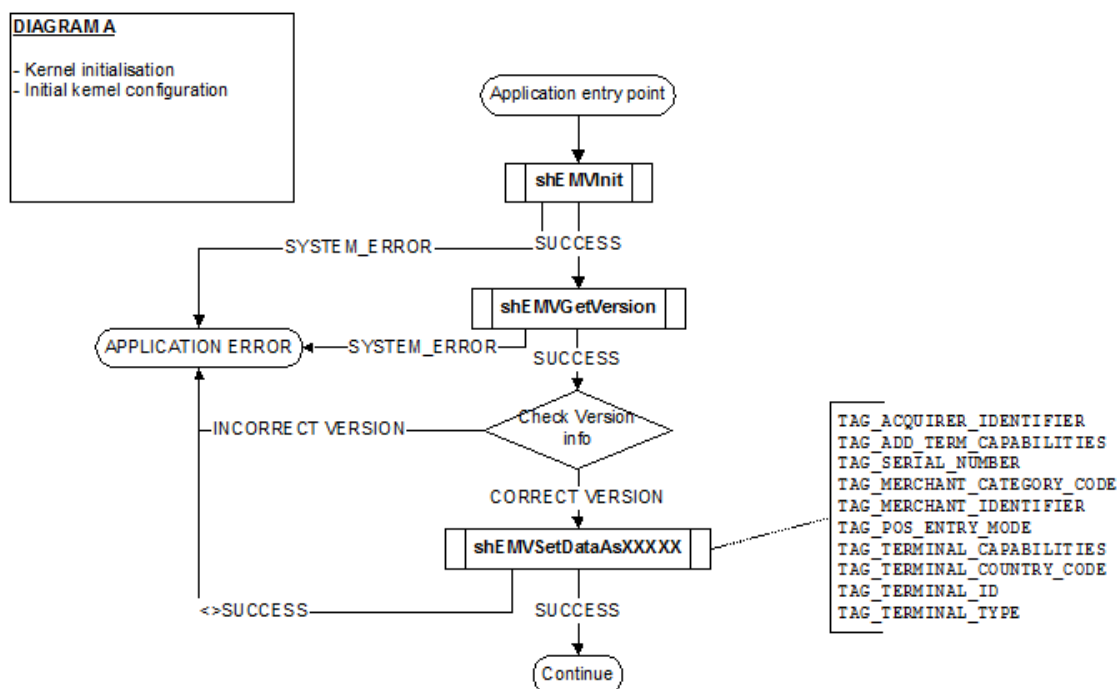 DIAGRAM A
- Kernel initialisation
- Initial kernel configuration
Application entry point
shEMVInit
SYSTEM_ERROR
SUCCESS
shEMVGetVersion
APPLICATION ERROR
SYSTEM_ERROR
SUCCESS
INCORRECT VERSION
Check Version
info
CORRECT VERSION
shEMVSetDataAsXXXXX
TAG_ACQUIRER_IDENTIFIER
TAG_ADD_TERM_CAPABILITIES
TAG_SERIAL_NUMBER
TAG_MERCHANT_CATEGORY_CODE
TAG_MERCHANT_IDENTIFIER
TAG_POS_ENTRY_MODE
TAG_TERMINAL_CAPABILITIES
TAG_TERMINAL_COUNTRY_CODE
TAG_TERMINAL_ID
TAG_TERMINAL_TYPE
<>SUCCESS
SUCCESS
Continue